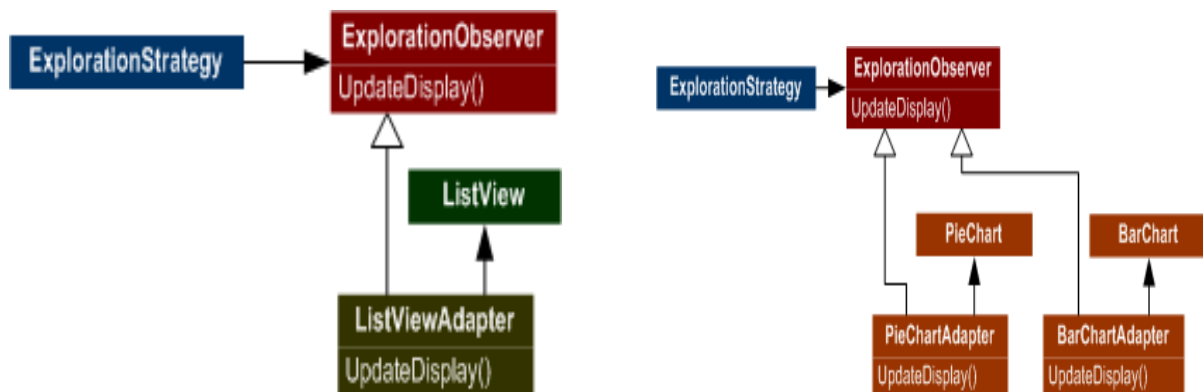 ExplorationStrategy
ExplorationObserver
UpdateDisplay()
ListView
ListViewAdapter
UpdateDisplay()
ExplorationStrategy
ExplorationObserver
UpdateDisplay()
PieChart
BarChart
PieChartAdapter
UpdateDisplay()
BarChartAdapter
UpdateDisplay()